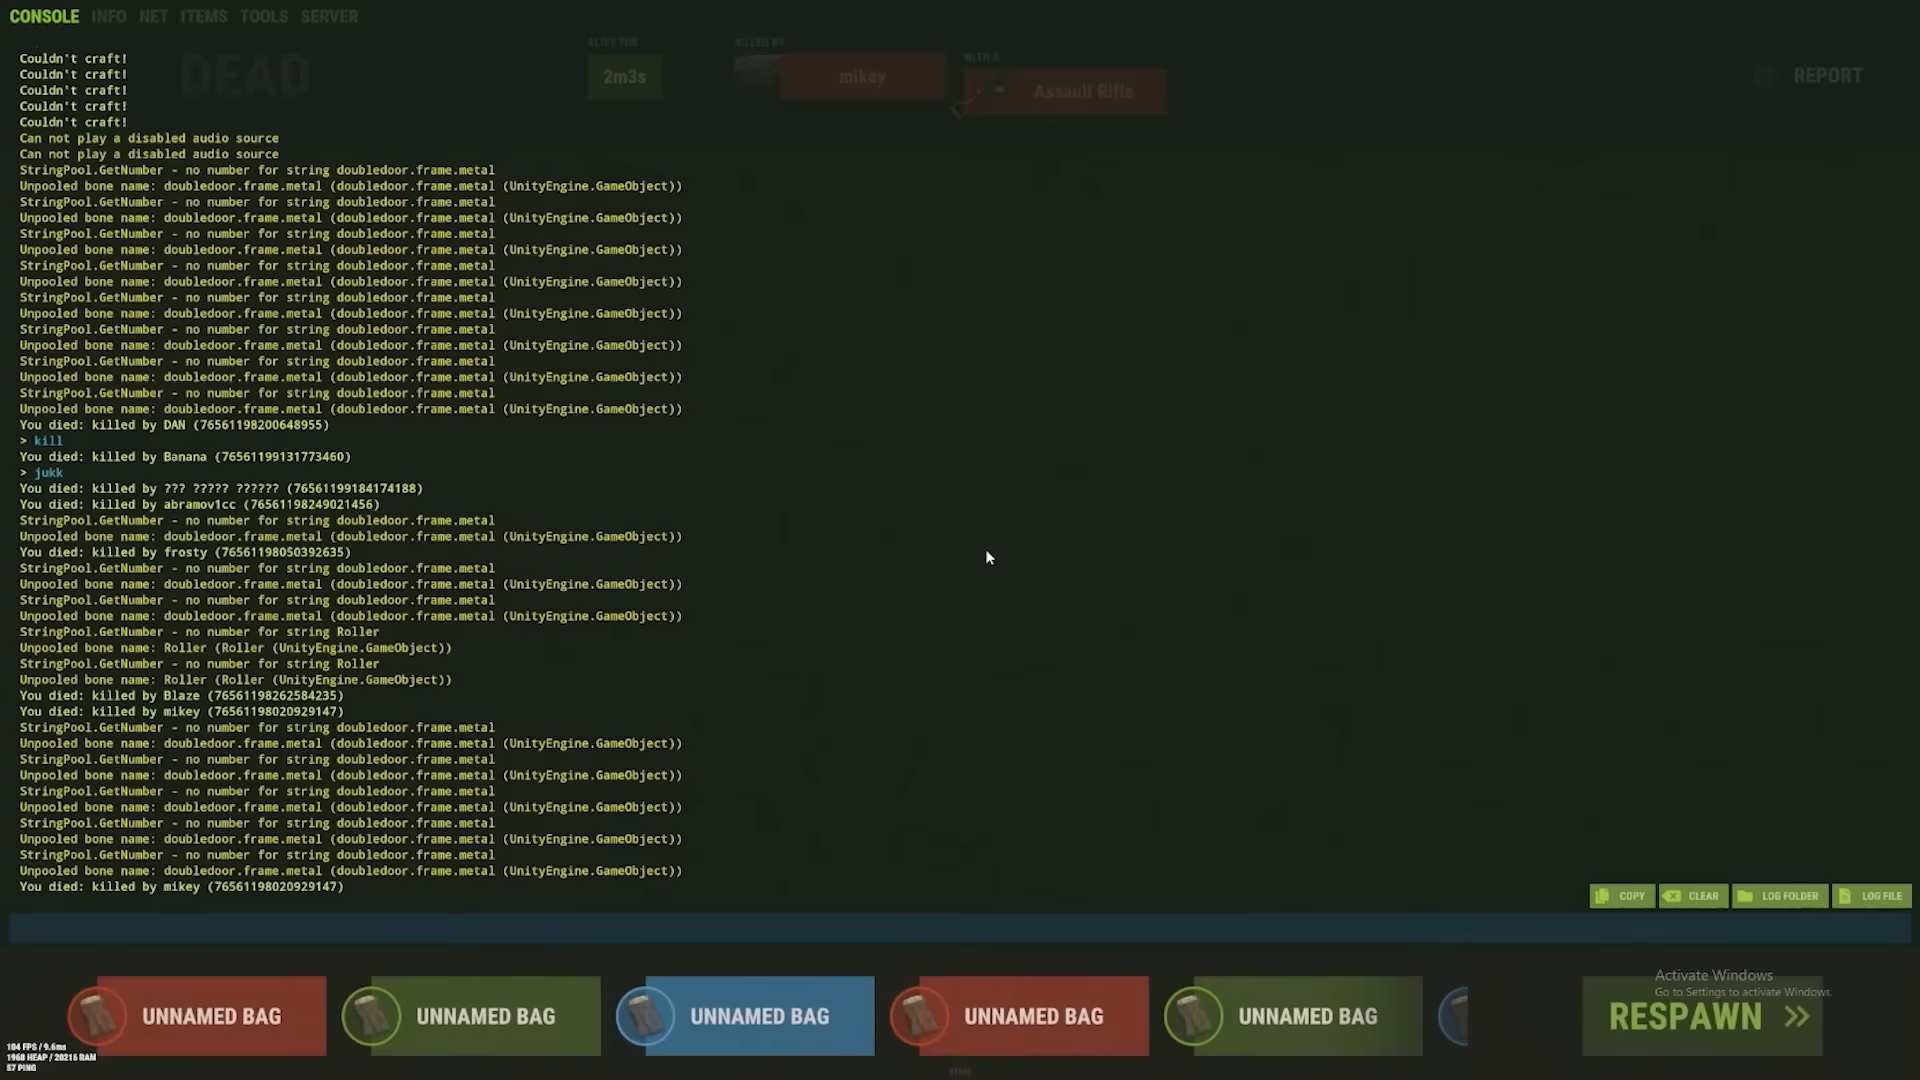 CONSOLE INFO NET ITEMS TOOLS SERVER
ALIVE FOR
KILLED BY
WITH A
DEAD
2m3s
mikey
Assault Rifle
REPORT
Couldn't craft!
Couldn't craft!
Couldn't craft!
Couldn't craft!
Couldn't craft!
Can not play a disabled audio source
Can not play a disabled audio source
StringPool.GetNumber - no number for string doubledoor.frame.metal
Unpooled bone name: doubledoor.frame.metal (doubledoor.frame.metal (UnityEngine.GameObject))
StringPool.GetNumber - no number for string doubledoor.frame.metal
Unpooled bone name: doubledoor.frame.metal (doubledoor.frame.metal (UnityEngine.GameObject))
StringPool.GetNumber - no number for string doubledoor.frame.metal
Unpooled bone name: doubledoor.frame.metal (doubledoor.frame.metal (UnityEngine.GameObject))
StringPool.GetNumber - no number for string doubledoor.frame.metal
Unpooled bone name: doubledoor.frame.metal (doubledoor.frame.metal (UnityEngine.GameObject))
StringPool.GetNumber - no number for string doubledoor.frame.metal
Unpooled bone name: doubledoor.frame.metal (doubledoor.frame.metal (UnityEngine.GameObject))
StringPool.GetNumber - no number for string doubledoor.frame.metal
Unpooled bone name: doubledoor.frame.metal (doubledoor.frame.metal (UnityEngine.GameObject))
StringPool.GetNumber - no number for string doubledoor.frame.metal
Unpooled bone name: doubledoor.frame.metal (doubledoor.frame.metal (UnityEngine.GameObject))
StringPool.GetNumber - no number for string doubledoor.frame.metal
Unpooled bone name: doubledoor.frame.metal (doubledoor.frame.metal (UnityEngine.GameObject))
You died: killed by DAN (76561198200648955)
> kill
You died: killed by Banana (76561199131773460)
> jukk
You died: killed by ??? ????? ?????? (76561199184174188)
You died: killed by abramov1cc (76561198249021456)
StringPool.GetNumber - no number for string doubledoor.frame.metal
Unpooled bone name: doubledoor.frame.metal (doubledoor.frame.metal (UnityEngine.GameObject))
You died: killed by frosty (76561198050392635)
StringPool.GetNumber - no number for string doubledoor.frame.metal
Unpooled bone name: doubledoor.frame.metal (doubledoor.frame.metal (UnityEngine.GameObject))
StringPool.GetNumber - no number for string doubledoor.frame.metal
Unpooled bone name: doubledoor.frame.metal (doubledoor.frame.metal (UnityEngine.GameObject))
StringPool.GetNumber - no number for string Roller
Unpooled bone name: Roller (Roller (UnityEngine.GameObject))
StringPool.GetNumber - no number for string Roller
Unpooled bone name: Roller (Roller (UnityEngine.GameObject))
You died: killed by Blaze (76561198262584235)
You died: killed by mikey (76561198020929147)
StringPool.GetNumber - no number for string doubledoor.frame.metal
Unpooled bone name: doubledoor.frame.metal (doubledoor.frame.metal (UnityEngine.GameObject))
StringPool.GetNumber - no number for string doubledoor.frame.metal
Unpooled bone name: doubledoor.frame.metal (doubledoor.frame.metal (UnityEngine.GameObject))
StringPool.GetNumber - no number for string doubledoor.frame.metal
Unpooled bone name: doubledoor.frame.metal (doubledoor.frame.metal (UnityEngine.GameObject))
StringPool.GetNumber - no number for string doubledoor.frame.metal
Unpooled bone name: doubledoor.frame.metal (doubledoor.frame.metal (UnityEngine.GameObject))
StringPool.GetNumber - no number for string doubledoor.frame.metal
Unpooled bone name: doubledoor.frame.metal (doubledoor.frame.metal (UnityEngine.GameObject))
You died: killed by mikey (76561198020929147)
COPY CLEAR LOG FOLDER LOG FILE
UNNAMED BAG UNNAMED BAG UNNAMED BAG UNNAMED BAG UNNAMED BAG
Activate Windows
Go to Settings to activate Windows.
RESPAWN
104 FPS / 9.6ms
1968 HEAP / 20216 RAM
57 PING